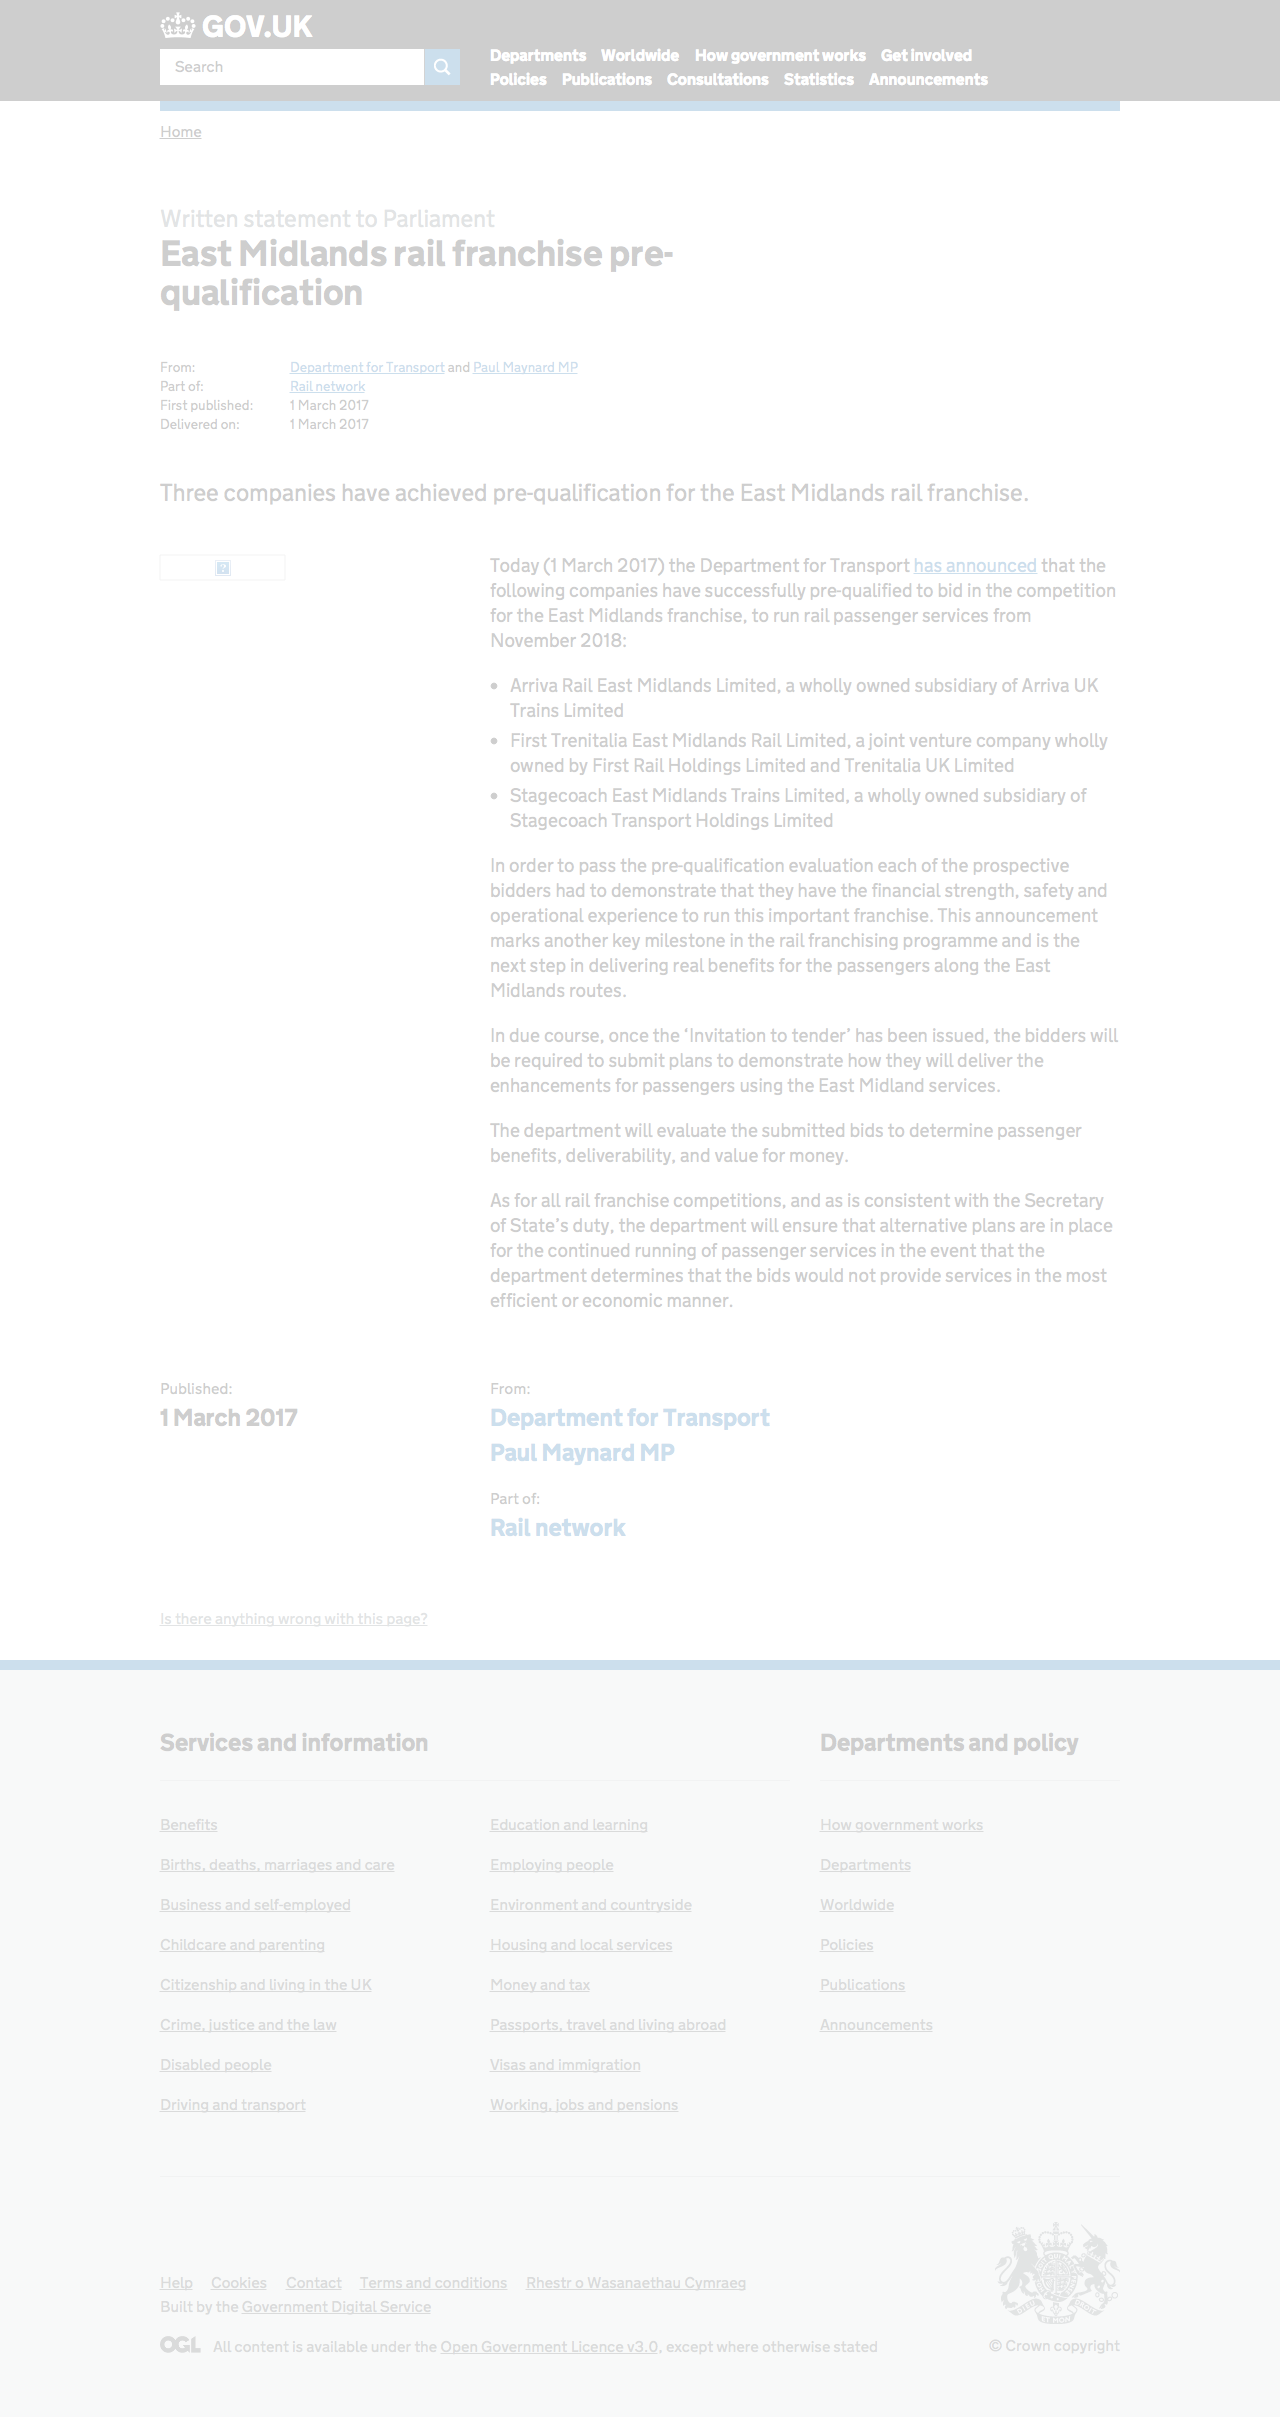 GOV.UK
Search
Departments Worldwide How government works Get involved
Policies Publications Consultations Statistics Announcements
Home
Written statement to Parliament
East Midlands rail franchise pre-
qualification
From: Department for Transport and Paul Maynard MP
Part of: Rail network
First published: 1 March 2017
Delivered on: 1 March 2017
Three companies have achieved pre-qualification for the East Midlands rail franchise.
Today (1 March 2017) the Department for Transport has announced that the
following companies have successfully pre-qualified to bid in the competition
for the East Midlands franchise, to run rail passenger services from
November 2018:
• Arriva Rail East Midlands Limited, a wholly owned subsidiary of Arriva UK
Trains Limited
• First Trenitalia East Midlands Rail Limited, a joint venture company wholly
owned by First Rail Holdings Limited and Trenitalia UK Limited
• Stagecoach East Midlands Trains Limited, a wholly owned subsidiary of
Stagecoach Transport Holdings Limited
In order to pass the pre-qualification evaluation each of the prospective
bidders had to demonstrate that they have the financial strength, safety and
operational experience to run this important franchise. This announcement
marks another key milestone in the rail franchising programme and is the
next step in delivering real benefits for the passengers along the East
Midlands routes.
In due course, once the ‘Invitation to tender’ has been issued, the bidders will
be required to submit plans to demonstrate how they will deliver the
enhancements for passengers using the East Midland services.
The department will evaluate the submitted bids to determine passenger
benefits, deliverability, and value for money.
As for all rail franchise competitions, and as is consistent with the Secretary
of State’s duty, the department will ensure that alternative plans are in place
for the continued running of passenger services in the event that the
department determines that the bids would not provide services in the most
efficient or economic manner.
Published:
1 March 2017
From:
Department for Transport
Paul Maynard MP
Part of:
Rail network
Is there anything wrong with this page?
Services and information
Benefits
Births, deaths, marriages and care
Business and self-employed
Childcare and parenting
Citizenship and living in the UK
Crime, justice and the law
Disabled people
Driving and transport
Education and learning
Employing people
Environment and countryside
Housing and local services
Money and tax
Passports, travel and living abroad
Visas and immigration
Working, jobs and pensions
Departments and policy
How government works
Departments
Worldwide
Policies
Publications
Announcements
Help Cookies Contact Terms and conditions Rhestr o Wasanaethau Cymraeg
Built by the Government Digital Service
OGL All content is available under the Open Government Licence v3.0, except where otherwise stated
© Crown copyright